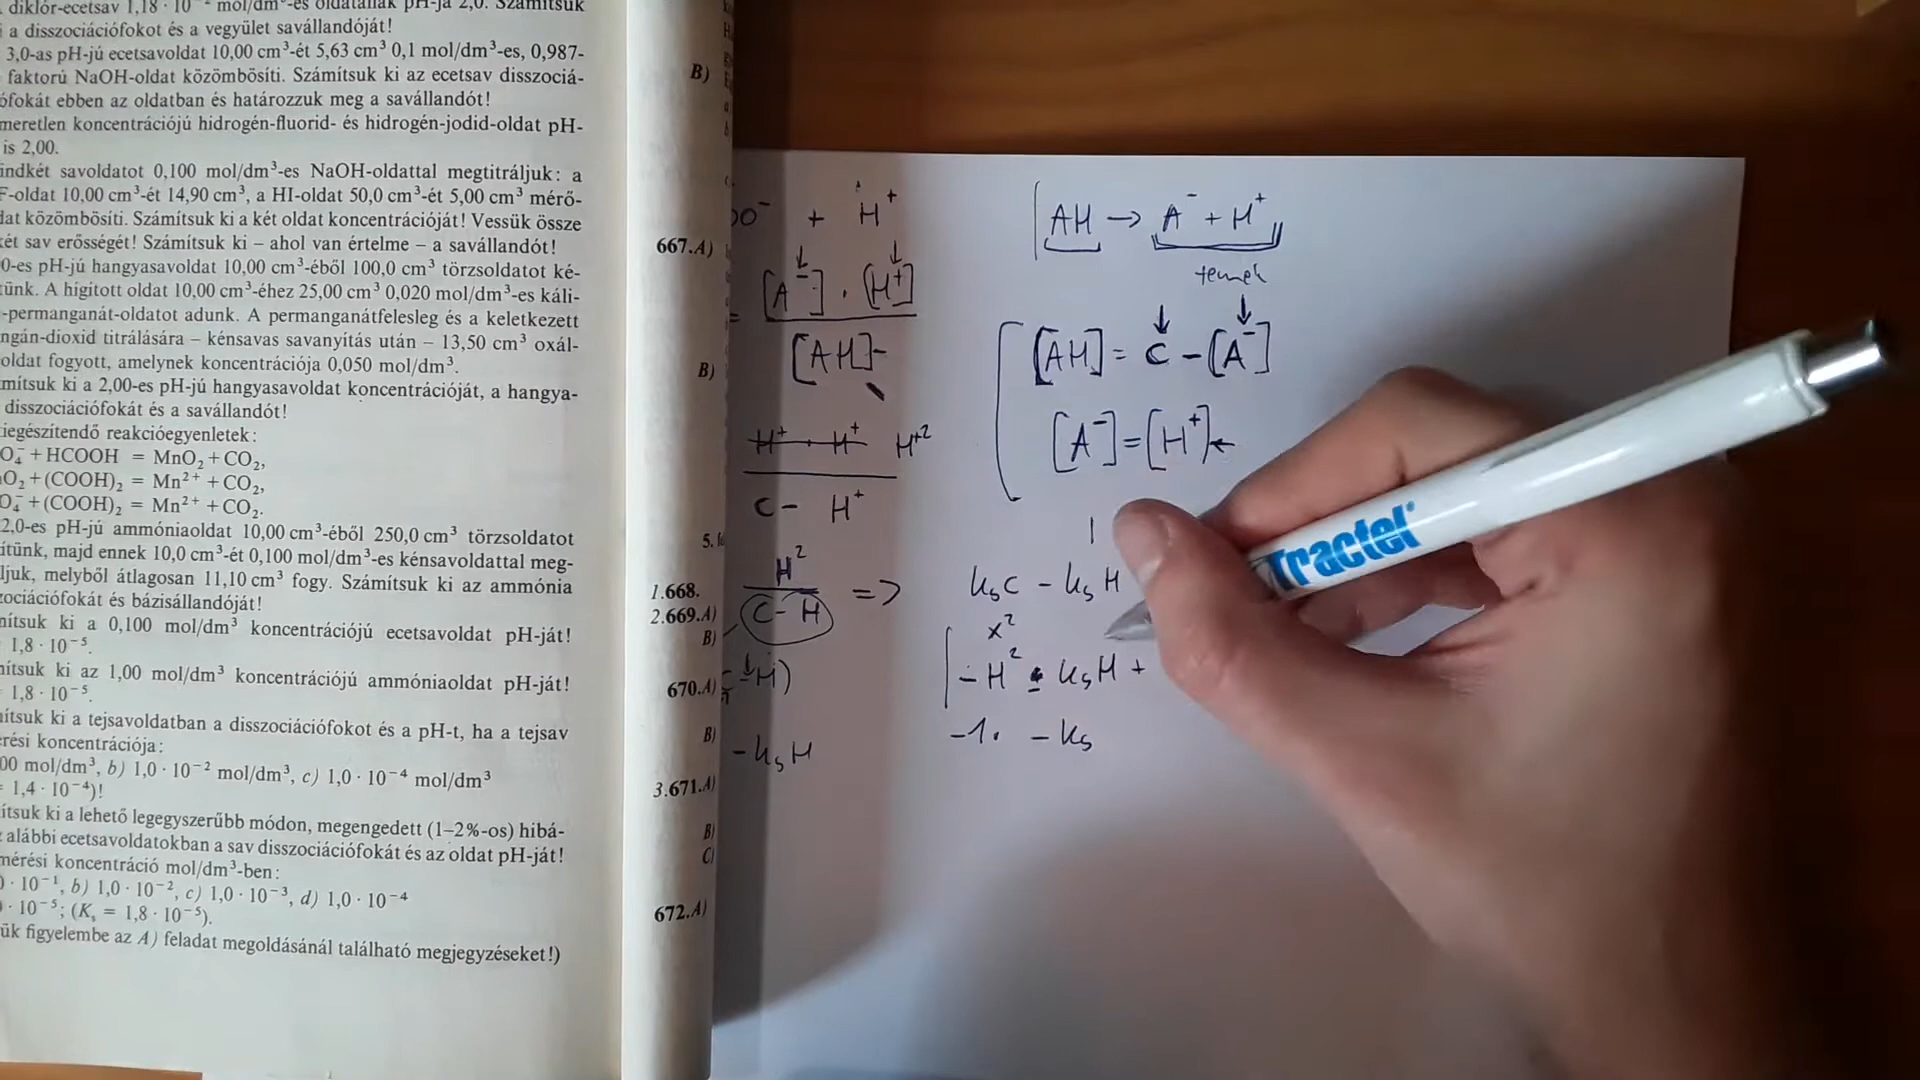 diklór-ecetsav 1,18 · 10⁻² mol/dm³-es oldatának pH-ja 2,0. Számítsuk
a disszociációfokot és a vegyület savállandóját!
3,0-as pH-jú ecetsavoldat 10,00 cm³-ét 5,63 cm³ 0,1 mol/dm³-es, 0,987-
faktorú NaOH-oldat közömbösíti. Számítsuk ki az ecetsav disszociá-
ófokát ebben az oldatban és határozzuk meg a savállandót!
meretlen koncentrációjú hidrogén-fluorid- és hidrogén-jodid-oldat pH-
is 2,00.
indkét savoldatot 0,100 mol/dm³-es NaOH-oldattal megtitráljuk: a
F-oldat 10,00 cm³-ét 14,90 cm³, a HI-oldat 50,0 cm³-ét 5,00 cm³ mérő-
dat közömbösíti. Számítsuk ki a két oldat koncentrációját! Vessük össze
két sav erősségét! Számítsuk ki – ahol van értelme – a savállandót!
0-es pH-jú hangyasavoldat 10,00 cm³-éből 100,0 cm³ törzsoldatot ké-
tünk. A hígított oldat 10,00 cm³-éhez 25,00 cm³ 0,020 mol/dm³-es káli-
-permanganát-oldatot adunk. A permanganátfelesleg és a keletkezett
ngán-dioxid titrálására – kénsavas savanyítás után – 13,50 cm³ oxál-
oldat fogyott, amelynek koncentrációja 0,050 mol/dm³.
mítsuk ki a 2,00-es pH-jú hangyasavoldat koncentrációját, a hangya-
disszociációfokát és a savállandót!
iegészítendő reakcióegyenletek:
O₄⁻ + HCOOH = MnO₂ + CO₂,
O₂ + (COOH)₂ = Mn²⁺ + CO₂,
O₄⁻ + (COOH)₂ = Mn²⁺ + CO₂.
2,0-es pH-jú ammóniaoldat 10,00 cm³-éből 250,0 cm³ törzsoldatot
ítünk, majd ennek 10,0 cm³-ét 0,100 mol/dm³-es kénsavoldattal meg-
ljuk, melyből átlagosan 11,10 cm³ fogy. Számítsuk ki az ammónia
zociációfokát és bázisállandóját!
nítsuk ki a 0,100 mol/dm³ koncentrációjú ecetsavoldat pH-ját!
1,8 · 10⁻⁵.
nítsuk ki az 1,00 mol/dm³ koncentrációjú ammóniaoldat pH-ját!
1,8 · 10⁻⁵.
nítsuk ki a tejsavoldatban a disszociációfokot és a pH-t, ha a tejsav
érési koncentrációja:
00 mol/dm³, b) 1,0 · 10⁻² mol/dm³, c) 1,0 · 10⁻⁴ mol/dm³
= 1,4 · 10⁻⁴)!
ítsuk ki a lehető legegyszerűbb módon, megengedett (1–2%-os) hibá-
alábbi ecetsavoldatokban a sav disszociációfokát és az oldat pH-ját!
mérési koncentráció mol/dm³-ben:
0 · 10⁻¹, b) 1,0 · 10⁻², c) 1,0 · 10⁻³, d) 1,0 · 10⁻⁴
· 10⁻⁵; (Kₛ = 1,8 · 10⁻⁵).
ük figyelembe az A) feladat megoldásánál található megjegyzéseket!)
B)
667.A)
B)
5.
1.668.
2.669.A)
B)
670.A)
B)
3.671.A)
B)
C)
672.A)
OO⁻ + H⁺
= [A⁻] · [H⁺]
[AH]
H⁺ · H⁺ H⁺²
C - H⁺
H²
C - H =>
H)
- kₛH
AH → A⁻ + H⁺
[AH] = C - [A⁻]
[A⁻] = [H⁺]
kₛC - kₛH
x²
- H² - kₛH +
-1. - kₛ
Tractel